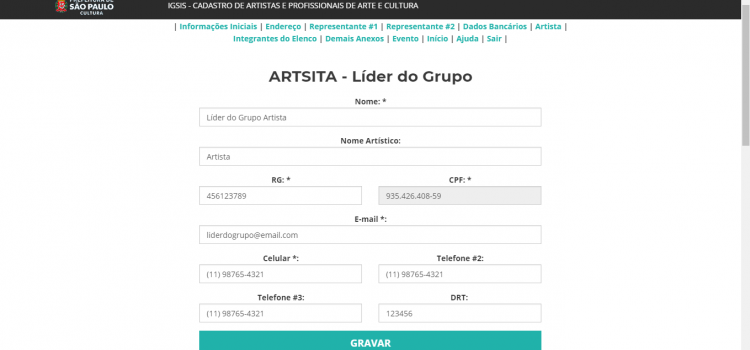 SÃO PAULO
CULTURA
IGSIS - CADASTRO DE ARTISTAS E PROFISSIONAIS DE ARTE E CULTURA
| Informações Iniciais | Endereço | Representante #1 | Representante #2 | Dados Bancários | Artista |
Integrantes do Elenco | Demais Anexos | Evento | Início | Ajuda | Sair |
ARTSITA - Líder do Grupo
Nome: *
Líder do Grupo Artista
Nome Artístico:
Artista
RG: * CPF: *
456123789 935.426.408-59
E-mail *:
liderdogrupo@email.com
Celular *: Telefone #2:
(11) 98765-4321 (11) 98765-4321
Telefone #3: DRT:
(11) 98765-4321 123456
GRAVAR